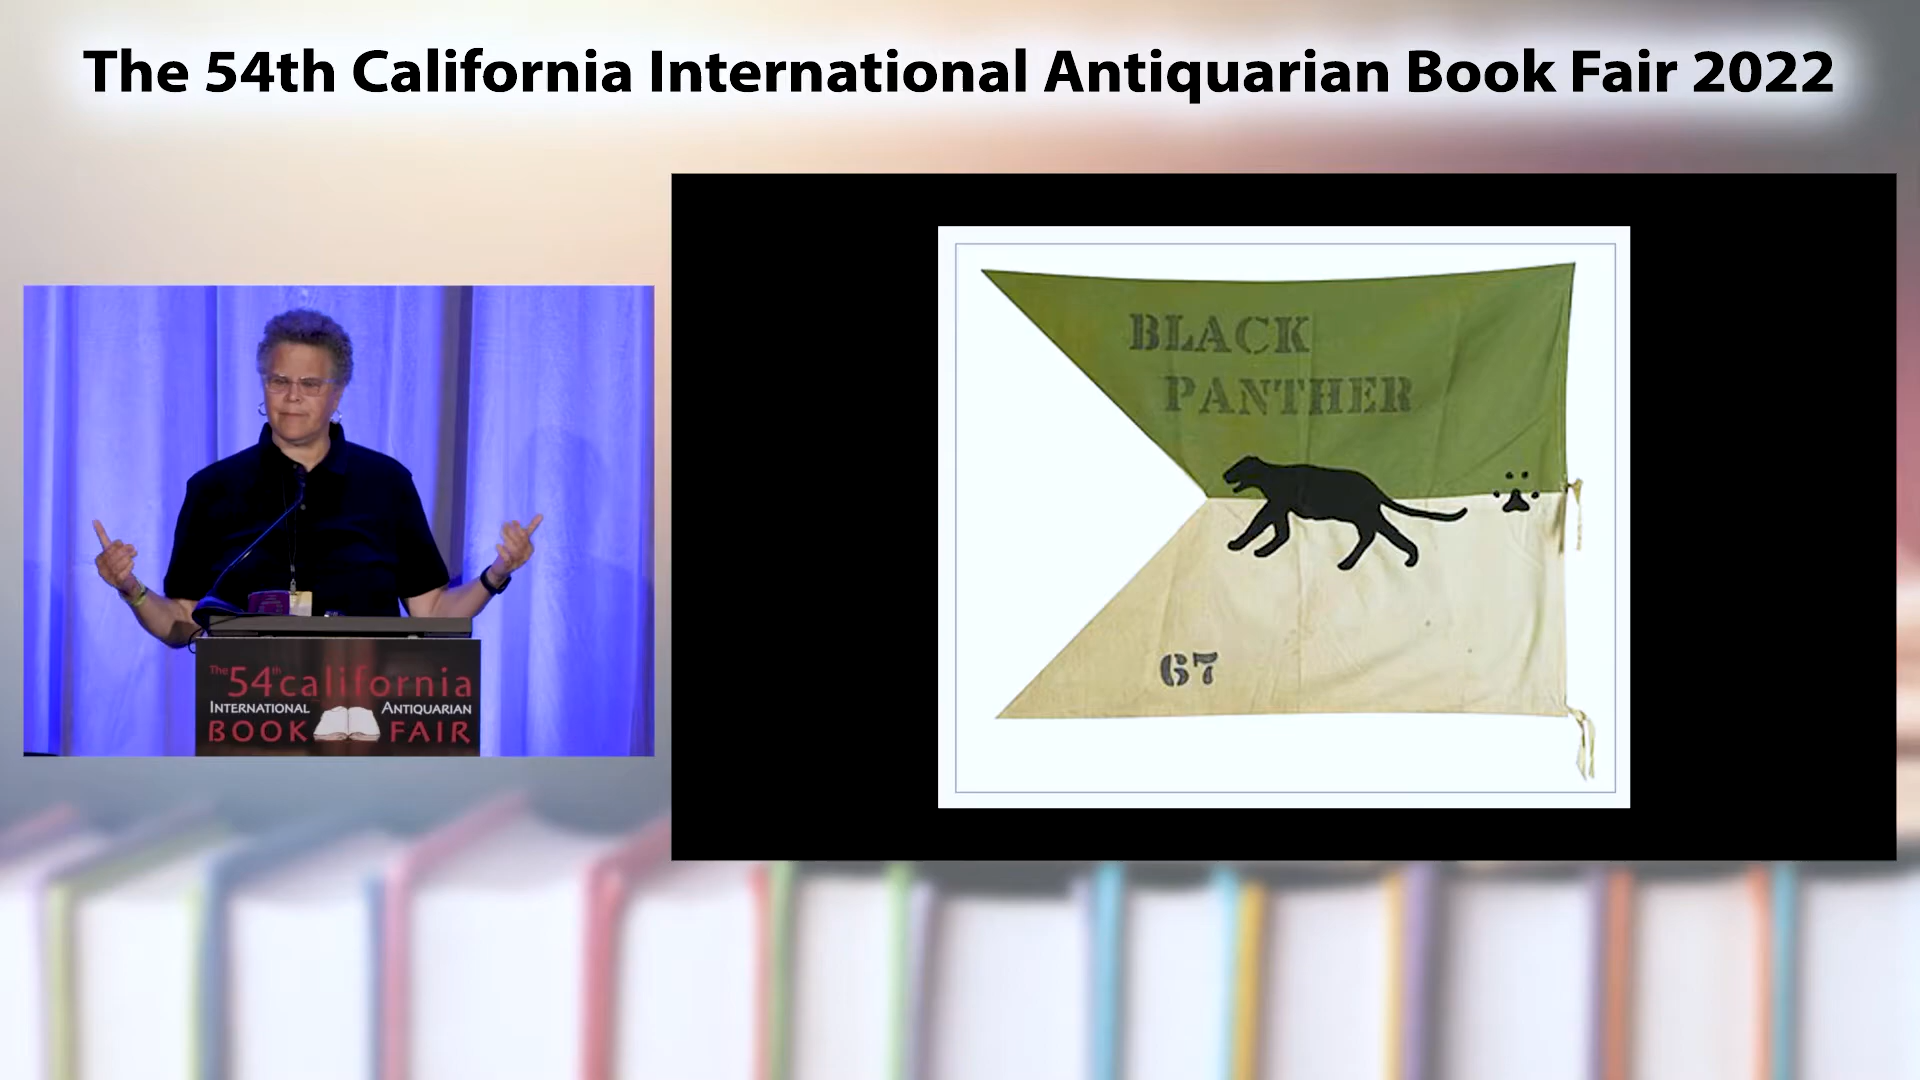 The 54th California International Antiquarian Book Fair 2022
BLACK
PANTHER
67
The 54th california
INTERNATIONAL ANTIQUARIAN
BOOK FAIR